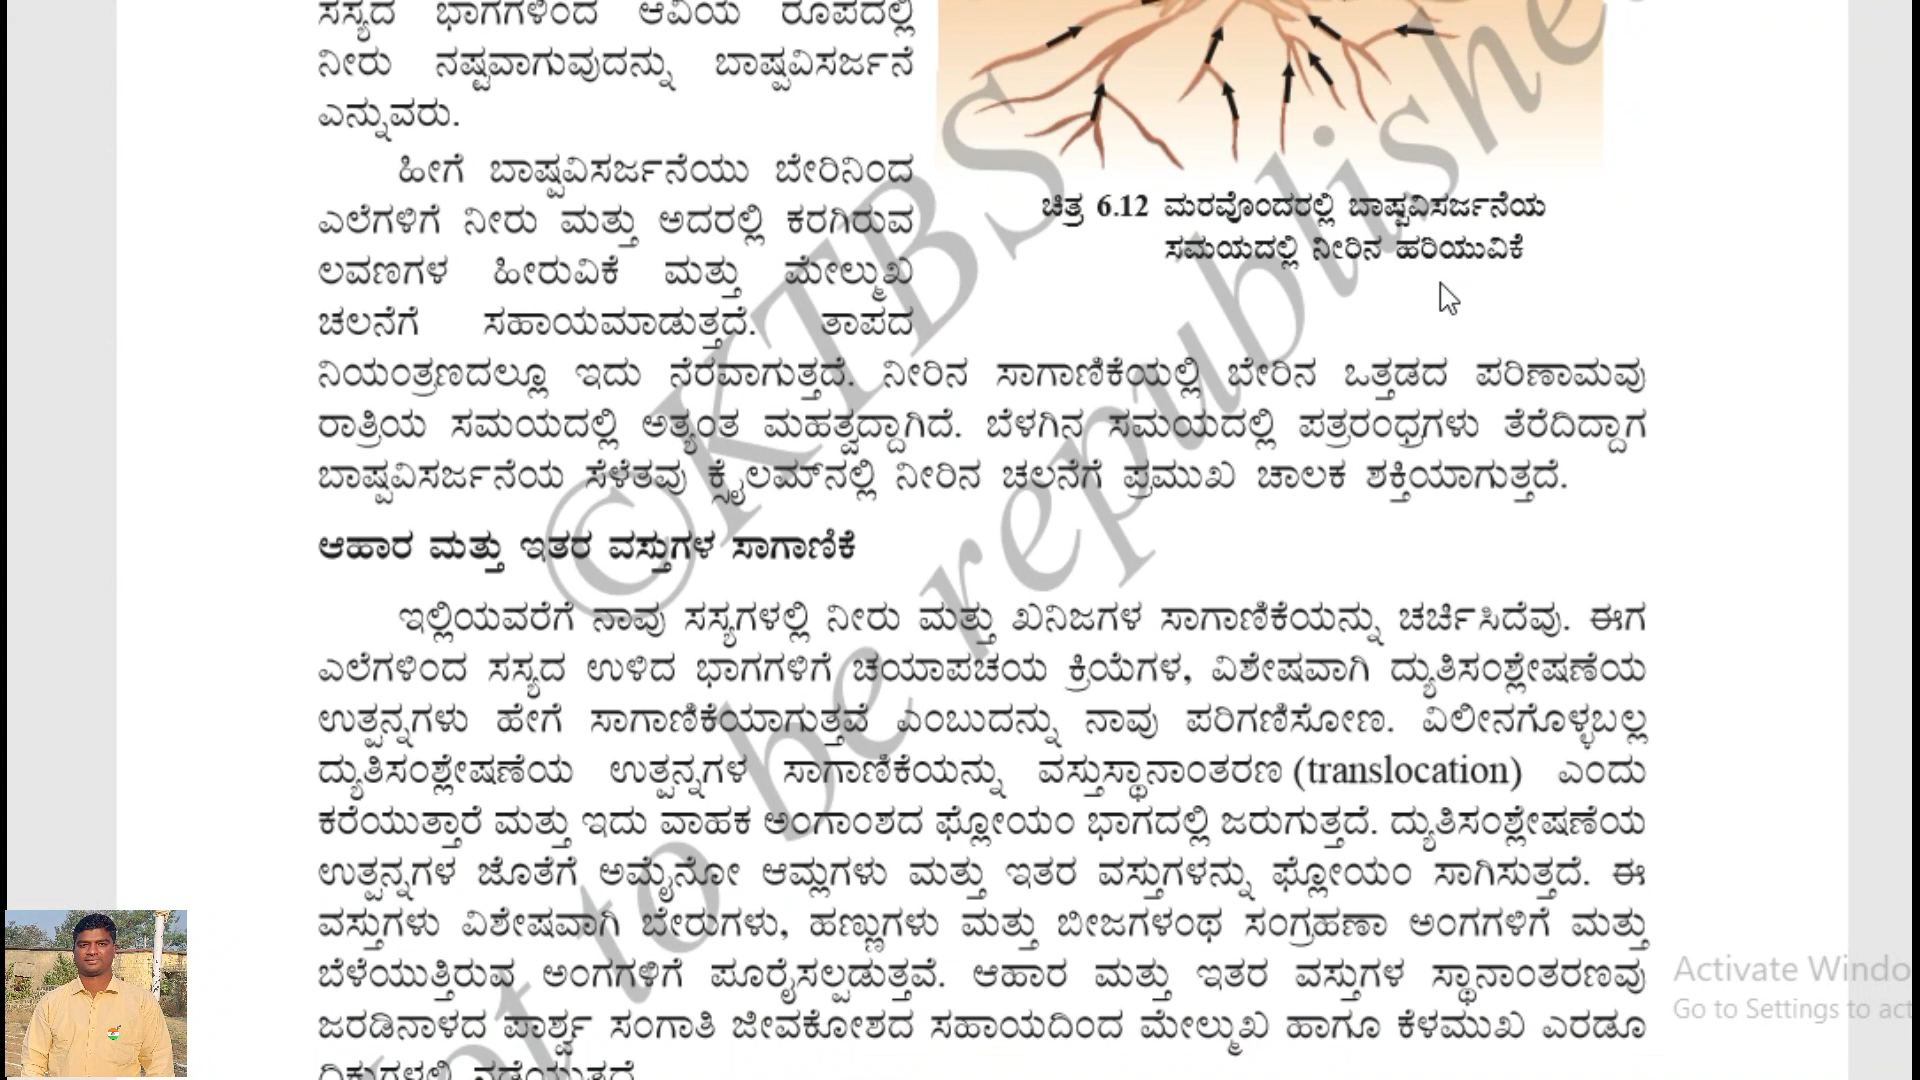 ಸಸ್ಯದ ಭಾಗಗಳಿಂದ ಆವಿಯ ರೂಪದಲ್ಲಿ
ನೀರು ನಷ್ಟವಾಗುವುದನ್ನು ಬಾಷ್ಪವಿಸರ್ಜನೆ
ಎನ್ನುವರು.
ಹೀಗೆ ಬಾಷ್ಪವಿಸರ್ಜನೆಯು ಬೇರಿನಿಂದ
ಎಲೆಗಳಿಗೆ ನೀರು ಮತ್ತು ಅದರಲ್ಲಿ ಕರಗಿರುವ
ಲವಣಗಳ ಹೀರುವಿಕೆ ಮತ್ತು ಮೇಲ್ಮುಖ
ಚಲನೆಗೆ ಸಹಾಯಮಾಡುತ್ತದೆ. ತಾಪದ
ಚಿತ್ರ 6.12 ಮರವೊಂದರಲ್ಲಿ ಬಾಷ್ಪವಿಸರ್ಜನೆಯ
ಸಮಯದಲ್ಲಿ ನೀರಿನ ಹರಿಯುವಿಕೆ
ನಿಯಂತ್ರಣದಲ್ಲೂ ಇದು ನೆರವಾಗುತ್ತದೆ. ನೀರಿನ ಸಾಗಾಣಿಕೆಯಲ್ಲಿ ಬೇರಿನ ಒತ್ತಡದ ಪರಿಣಾಮವು
ರಾತ್ರಿಯ ಸಮಯದಲ್ಲಿ ಅತ್ಯಂತ ಮಹತ್ವದ್ದಾಗಿದೆ. ಬೆಳಗಿನ ಸಮಯದಲ್ಲಿ ಪತ್ರರಂಧ್ರಗಳು ತೆರೆದಿದ್ದಾಗ
ಬಾಷ್ಪವಿಸರ್ಜನೆಯ ಸೆಳೆತವು ಕ್ಸೈಲಮ್‌ನಲ್ಲಿ ನೀರಿನ ಚಲನೆಗೆ ಪ್ರಮುಖ ಚಾಲಕ ಶಕ್ತಿಯಾಗುತ್ತದೆ.
ಆಹಾರ ಮತ್ತು ಇತರ ವಸ್ತುಗಳ ಸಾಗಾಣಿಕೆ
ಇಲ್ಲಿಯವರೆಗೆ ನಾವು ಸಸ್ಯಗಳಲ್ಲಿ ನೀರು ಮತ್ತು ಖನಿಜಗಳ ಸಾಗಾಣಿಕೆಯನ್ನು ಚರ್ಚಿಸಿದೆವು. ಈಗ
ಎಲೆಗಳಿಂದ ಸಸ್ಯದ ಉಳಿದ ಭಾಗಗಳಿಗೆ ಚಯಾಪಚಯ ಕ್ರಿಯೆಗಳ, ವಿಶೇಷವಾಗಿ ದ್ಯುತಿಸಂಶ್ಲೇಷಣೆಯ
ಉತ್ಪನ್ನಗಳು ಹೇಗೆ ಸಾಗಾಣಿಕೆಯಾಗುತ್ತವೆ ಎಂಬುದನ್ನು ನಾವು ಪರಿಗಣಿಸೋಣ. ವಿಲೀನಗೊಳ್ಳಬಲ್ಲ
ದ್ಯುತಿಸಂಶ್ಲೇಷಣೆಯ ಉತ್ಪನ್ನಗಳ ಸಾಗಾಣಿಕೆಯನ್ನು ವಸ್ತುಸ್ಥಾನಾಂತರಣ (translocation) ಎಂದು
ಕರೆಯುತ್ತಾರೆ ಮತ್ತು ಇದು ವಾಹಕ ಅಂಗಾಂಶದ ಫ್ಲೋಯಂ ಭಾಗದಲ್ಲಿ ಜರುಗುತ್ತದೆ. ದ್ಯುತಿಸಂಶ್ಲೇಷಣೆಯ
ಉತ್ಪನ್ನಗಳ ಜೊತೆಗೆ ಅಮೈನೋ ಆಮ್ಲಗಳು ಮತ್ತು ಇತರ ವಸ್ತುಗಳನ್ನು ಫ್ಲೋಯಂ ಸಾಗಿಸುತ್ತದೆ. ಈ
ವಸ್ತುಗಳು ವಿಶೇಷವಾಗಿ ಬೇರುಗಳು, ಹಣ್ಣುಗಳು ಮತ್ತು ಬೀಜಗಳಂಥ ಸಂಗ್ರಹಣಾ ಅಂಗಗಳಿಗೆ ಮತ್ತು
ಬೆಳೆಯುತ್ತಿರುವ ಅಂಗಗಳಿಗೆ ಪೂರೈಸಲ್ಪಡುತ್ತವೆ. ಆಹಾರ ಮತ್ತು ಇತರ ವಸ್ತುಗಳ ಸ್ಥಾನಾಂತರಣವು
ಜರಡಿನಾಳದ ಪಾರ್ಶ್ವ ಸಂಗಾತಿ ಜೀವಕೋಶದ ಸಹಾಯದಿಂದ ಮೇಲ್ಮುಖ ಹಾಗೂ ಕೆಳಮುಖ ಎರಡೂ
ದಿಕ್ಕುಗಳಲ್ಲಿ ನಡೆಯುತ್ತದೆ
©KTBS
not to be republished
Activate Windo
Go to Settings to act